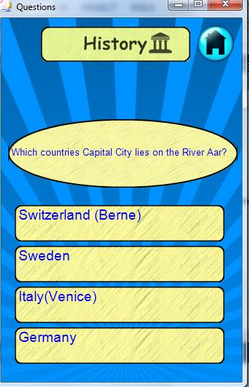 Questions
History
Which countries Capital City lies on the River Aar?
Switzerland (Berne)
Sweden
Italy(Venice)
Germany